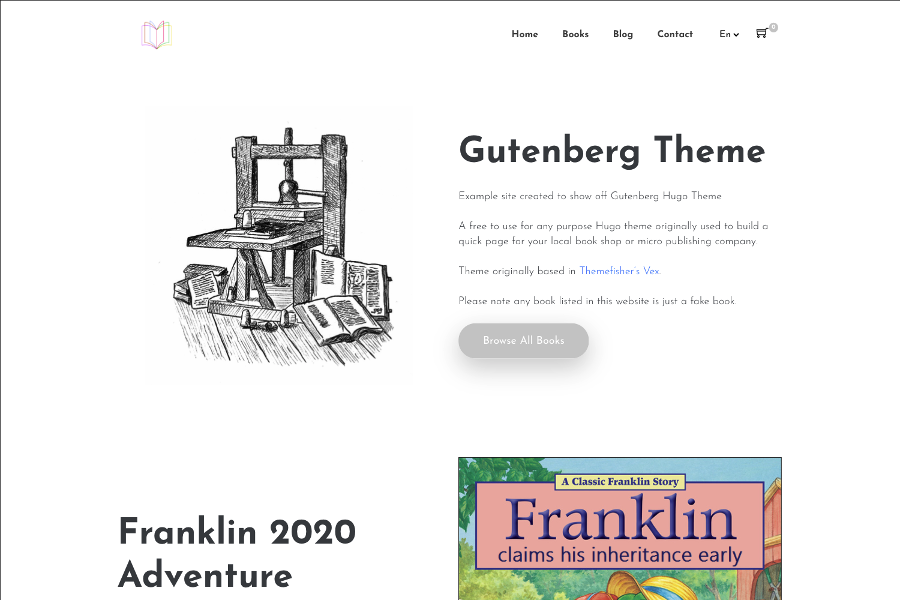 Home Books Blog Contact En 0
Gutenberg Theme
Example site created to show off Gutenberg Hugo Theme
A free to use for any purpose Hugo theme originally used to build a
quick page for your local book shop or micro publishing company
Theme originally based in Themefisher's Vex.
Please note any book listed in this website is just a fake book.
Browse All Books
Franklin 2020
Adventure
A Classic Franklin Story
Franklin
claims his inheritance early